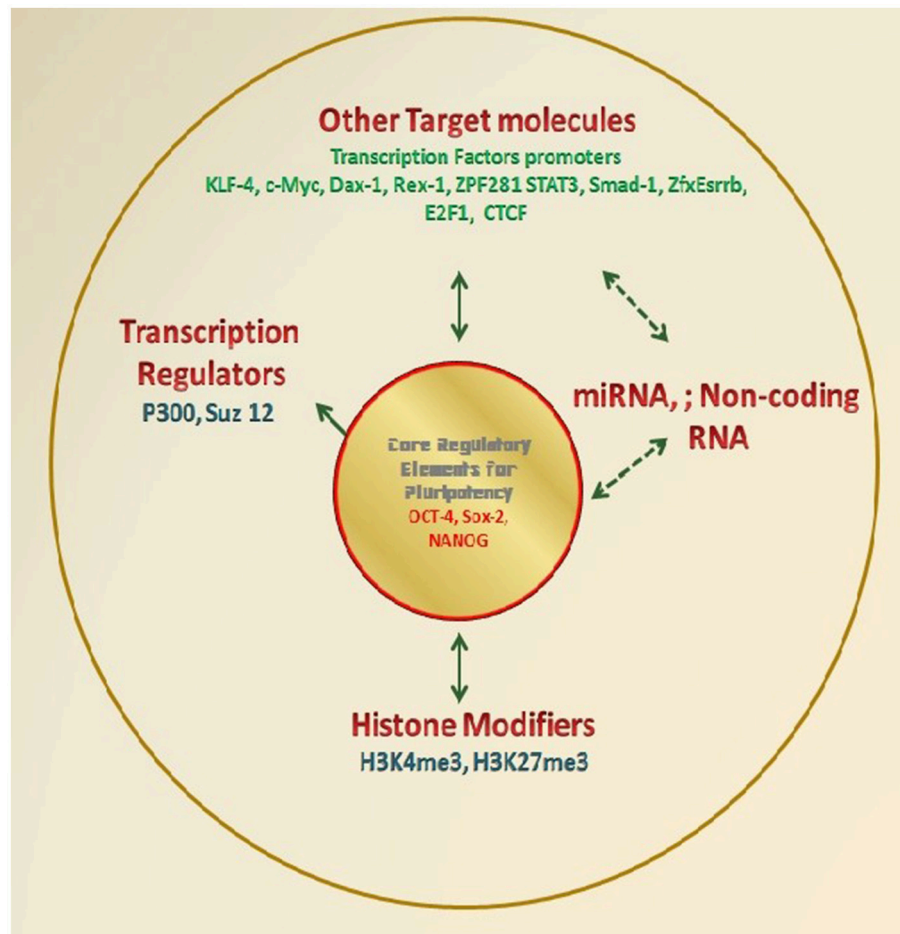 Other Target molecules
Transcription Factors promoters
KLF-4, c-Myc, Dax-1, Rex-1, ZPF281 STAT3, Smad-1, ZfxEsrrb,
E2F1, CTCF
Transcription
Regulators
P300, Suz 12
miRNA, ; Non-coding
RNA
Core Regulatory
Elements for
Pluripotency
OCT-4, Sox-2,
NANOG
Histone Modifiers
H3K4me3, H3K27me3